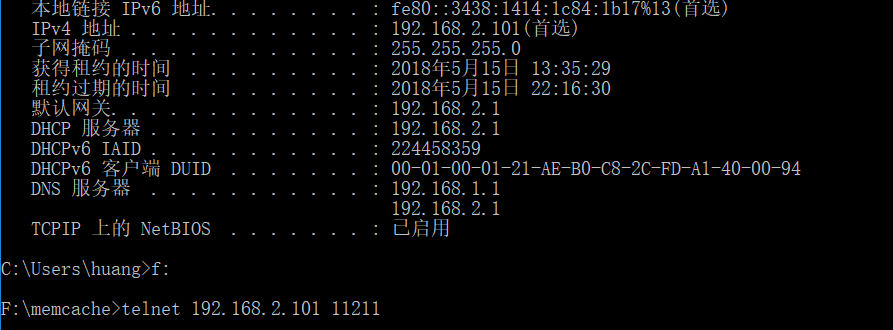 本地链接 IPv6 地址. . . . . . . . : fe80::3438:1414:1c84:1b17%13(首选)
IPv4 地址 . . . . . . . . . . . . : 192.168.2.101(首选)
子网掩码 . . . . . . . . . . . . : 255.255.255.0
获得租约的时间 . . . . . . . . . : 2018年5月15日 13:35:29
租约过期的时间 . . . . . . . . . : 2018年5月15日 22:16:30
默认网关. . . . . . . . . . . . . : 192.168.2.1
DHCP 服务器 . . . . . . . . . . . : 192.168.2.1
DHCPv6 IAID . . . . . . . . . . . : 224458359
DHCPv6 客户端 DUID . . . . . . . : 00-01-00-01-21-AE-B0-C8-2C-FD-A1-40-00-94
DNS 服务器 . . . . . . . . . . . : 192.168.1.1
192.168.2.1
TCPIP 上的 NetBIOS . . . . . . . : 已启用
C:\Users\huang>f:
F:\memcache>telnet 192.168.2.101 11211